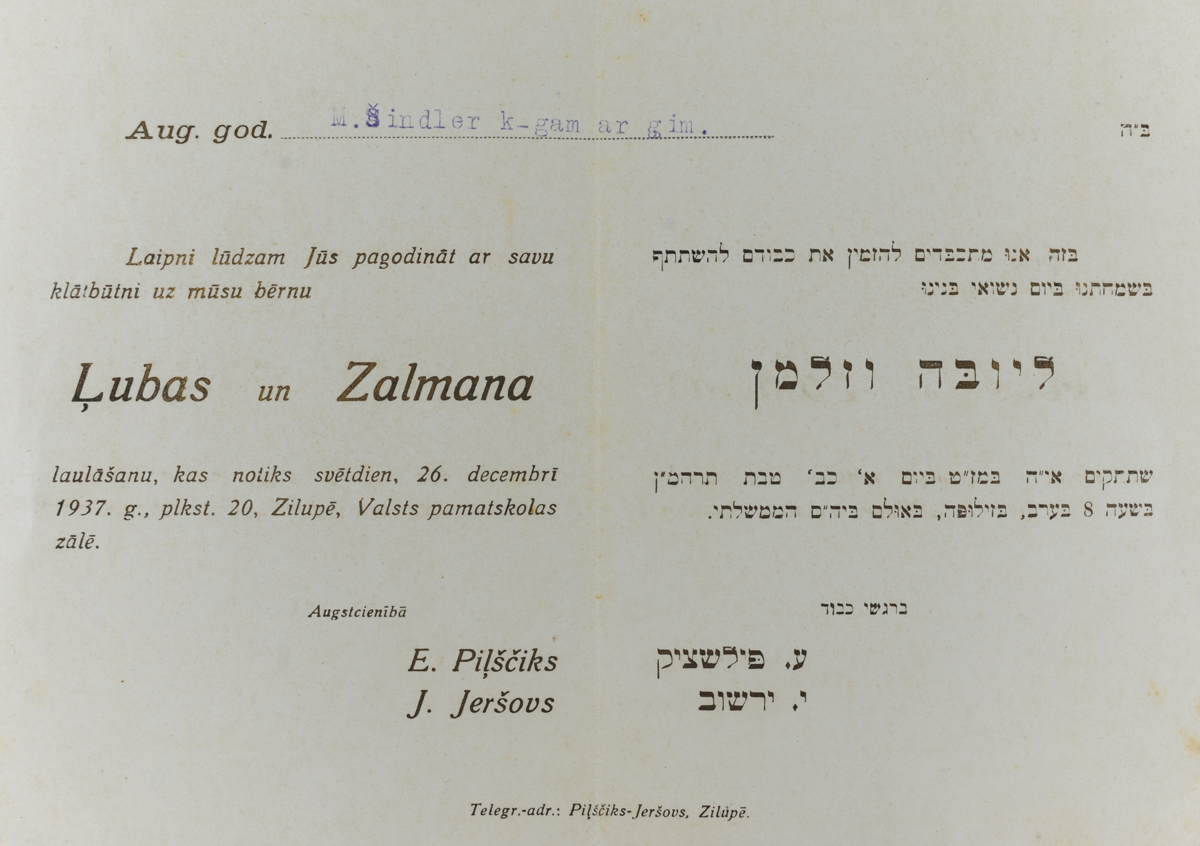 Aug. god. M. Šindler k-gam ar gim.
ב״ה
Laipni lūdzam Jūs pagodināt ar savu
klātbūtni uz mūsu bērnu
Ļubas un Zalmana
laulāšanu, kas notiks svētdien, 26. decembrī
1937. g., plkst. 20, Zilupē, Valsts pamatskolas
zālē.
Augstcienībā
E. Piļščiks
J. Jeršovs
בזה אנו מתכבדים להזמין את כבודם להשתתף
בשמחתנו ביום נשואי בנינו
ליובה וזלמן
שתתקים אי״ה במז״ט ביום א׳ כב׳ טבת תרהמ״ן
בשעה 8 בערב, בזילופה, באולם ביה״ס הממשלתי.
ברגשי כבוד
ע. פילשציק
י. ירשוב
Telegr.-adr.: Piļščiks-Jeršovs, Zilupē.